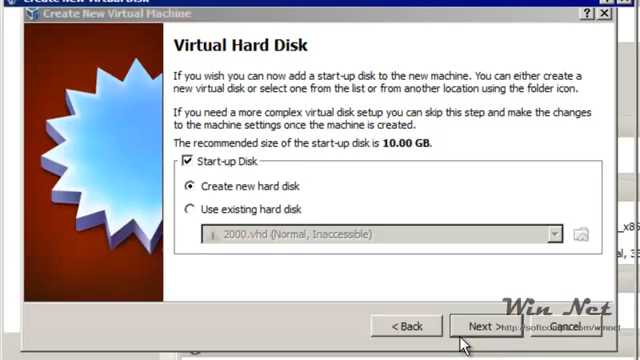 Create New Virtual Disk
Create New Virtual Machine
Virtual Hard Disk
If you wish you can now add a start-up disk to the new machine. You can either create a
new virtual disk or select one from the list or from another location using the folder icon.
If you need a more complex virtual disk setup you can skip this step and make the changes
to the machine settings once the machine is created.
The recommended size of the start-up disk is 10.00 GB.
Start-up Disk
Create new hard disk
Use existing hard disk
2000.vhd (Normal, Inaccessible)
Win Net
< Back
Next >
Cancel